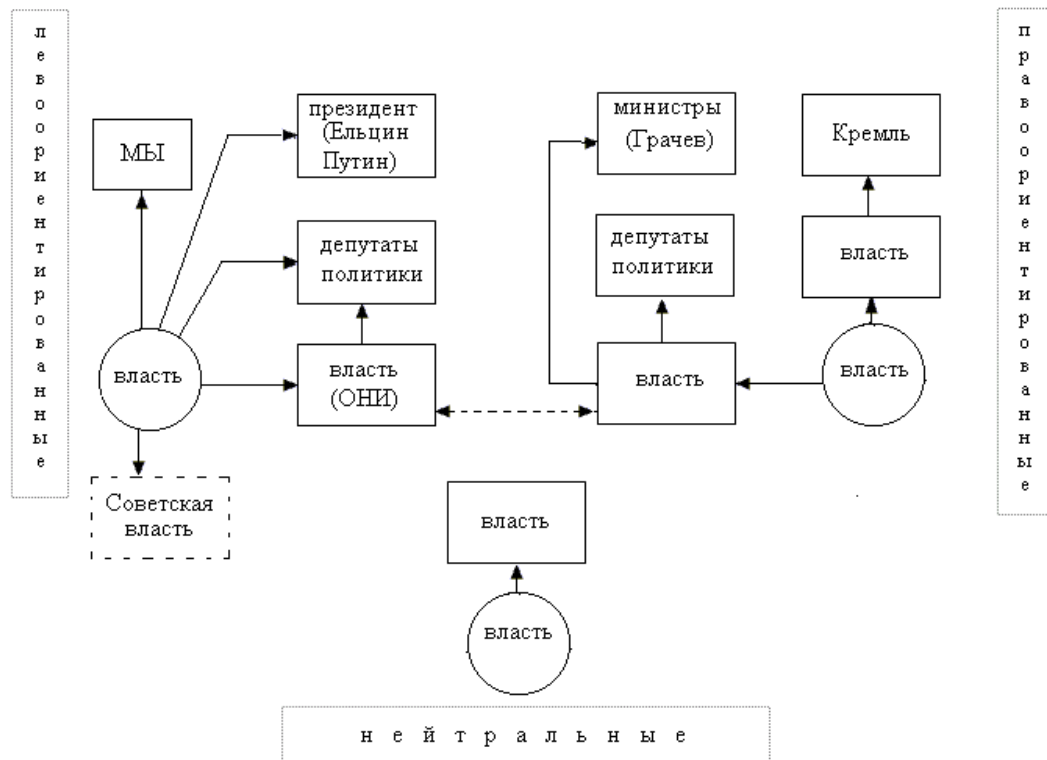 левоориентированные
МЫ
президент
(Ельцин
Путин)
депутаты
политики
власть
власть
(ОНИ)
Советская
власть
министры
(Грачев)
депутаты
политики
власть
Кремль
власть
власть
правоориентированные
власть
власть
нейтральные